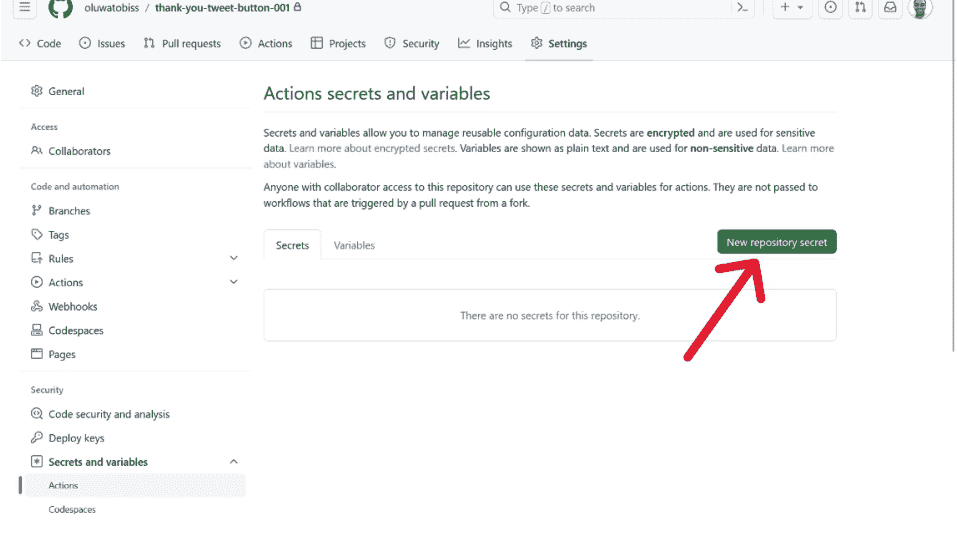 oluwatobiss / thank-you-tweet-button-001
Type / to search
Code Issues Pull requests Actions Projects Security Insights Settings
General
Access
Collaborators
Code and automation
Branches
Tags
Rules
Actions
Webhooks
Codespaces
Pages
Security
Code security and analysis
Deploy keys
Secrets and variables
Actions
Codespaces
Actions secrets and variables
Secrets and variables allow you to manage reusable configuration data. Secrets are encrypted and are used for sensitive
data. Learn more about encrypted secrets. Variables are shown as plain text and are used for non-sensitive data. Learn more
about variables.
Anyone with collaborator access to this repository can use these secrets and variables for actions. They are not passed to
workflows that are triggered by a pull request from a fork.
Secrets Variables
New repository secret
There are no secrets for this repository.